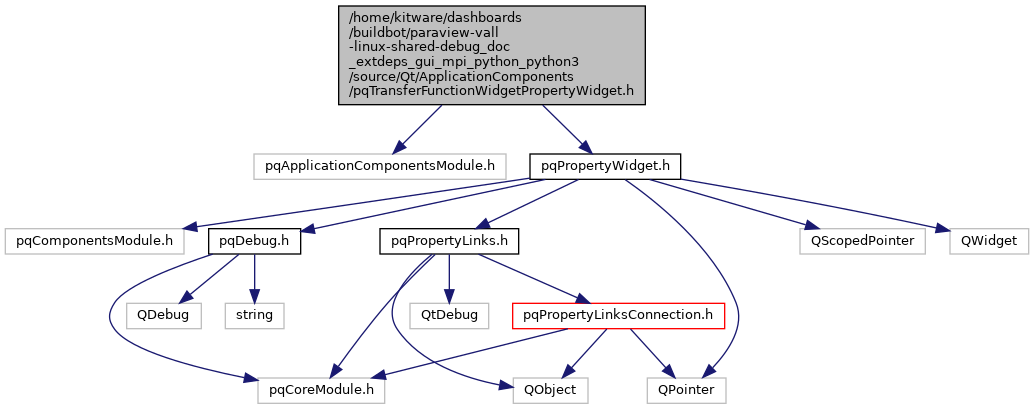 /home/kitware/dashboards
/buildbot/paraview-vall
-linux-shared-debug_doc
_extdeps_gui_mpi_python_python3
/source/Qt/ApplicationComponents
/pqTransferFunctionWidgetPropertyWidget.h
pqApplicationComponentsModule.h
pqPropertyWidget.h
pqComponentsModule.h
pqDebug.h
pqPropertyLinks.h
QScopedPointer
QWidget
QDebug
string
QtDebug
pqPropertyLinksConnection.h
pqCoreModule.h
QObject
QPointer